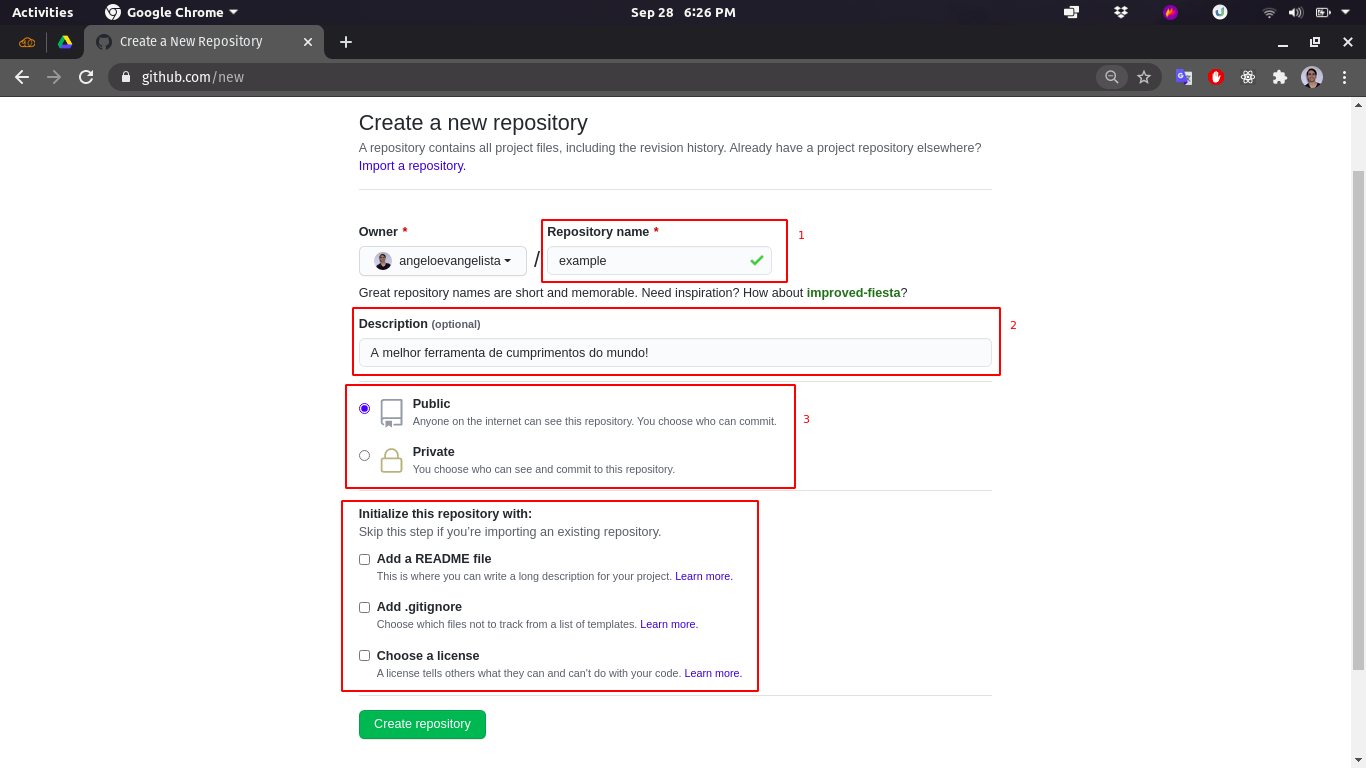 Activities Google Chrome Sep 28 6:26 PM
Create a New Repository
github.com/new
Create a new repository
A repository contains all project files, including the revision history. Already have a project repository elsewhere?
Import a repository.
Owner * Repository name * 1
angeloevangelista / example
Great repository names are short and memorable. Need inspiration? How about improved-fiesta?
Description (optional) 2
A melhor ferramenta de cumprimentos do mundo!
Public
Anyone on the internet can see this repository. You choose who can commit. 3
Private
You choose who can see and commit to this repository.
Initialize this repository with:
Skip this step if you're importing an existing repository.
Add a README file
This is where you can write a long description for your project. Learn more.
Add .gitignore
Choose which files not to track from a list of templates. Learn more.
Choose a license
A license tells others what they can and can't do with your code. Learn more.
Create repository